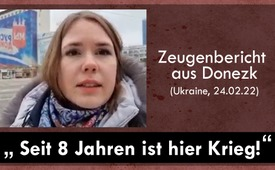 Zeugenbericht
aus Donezk
(Ukraine, 24.02.22)
„ Seit 8 Jahren ist hier Krieg!“